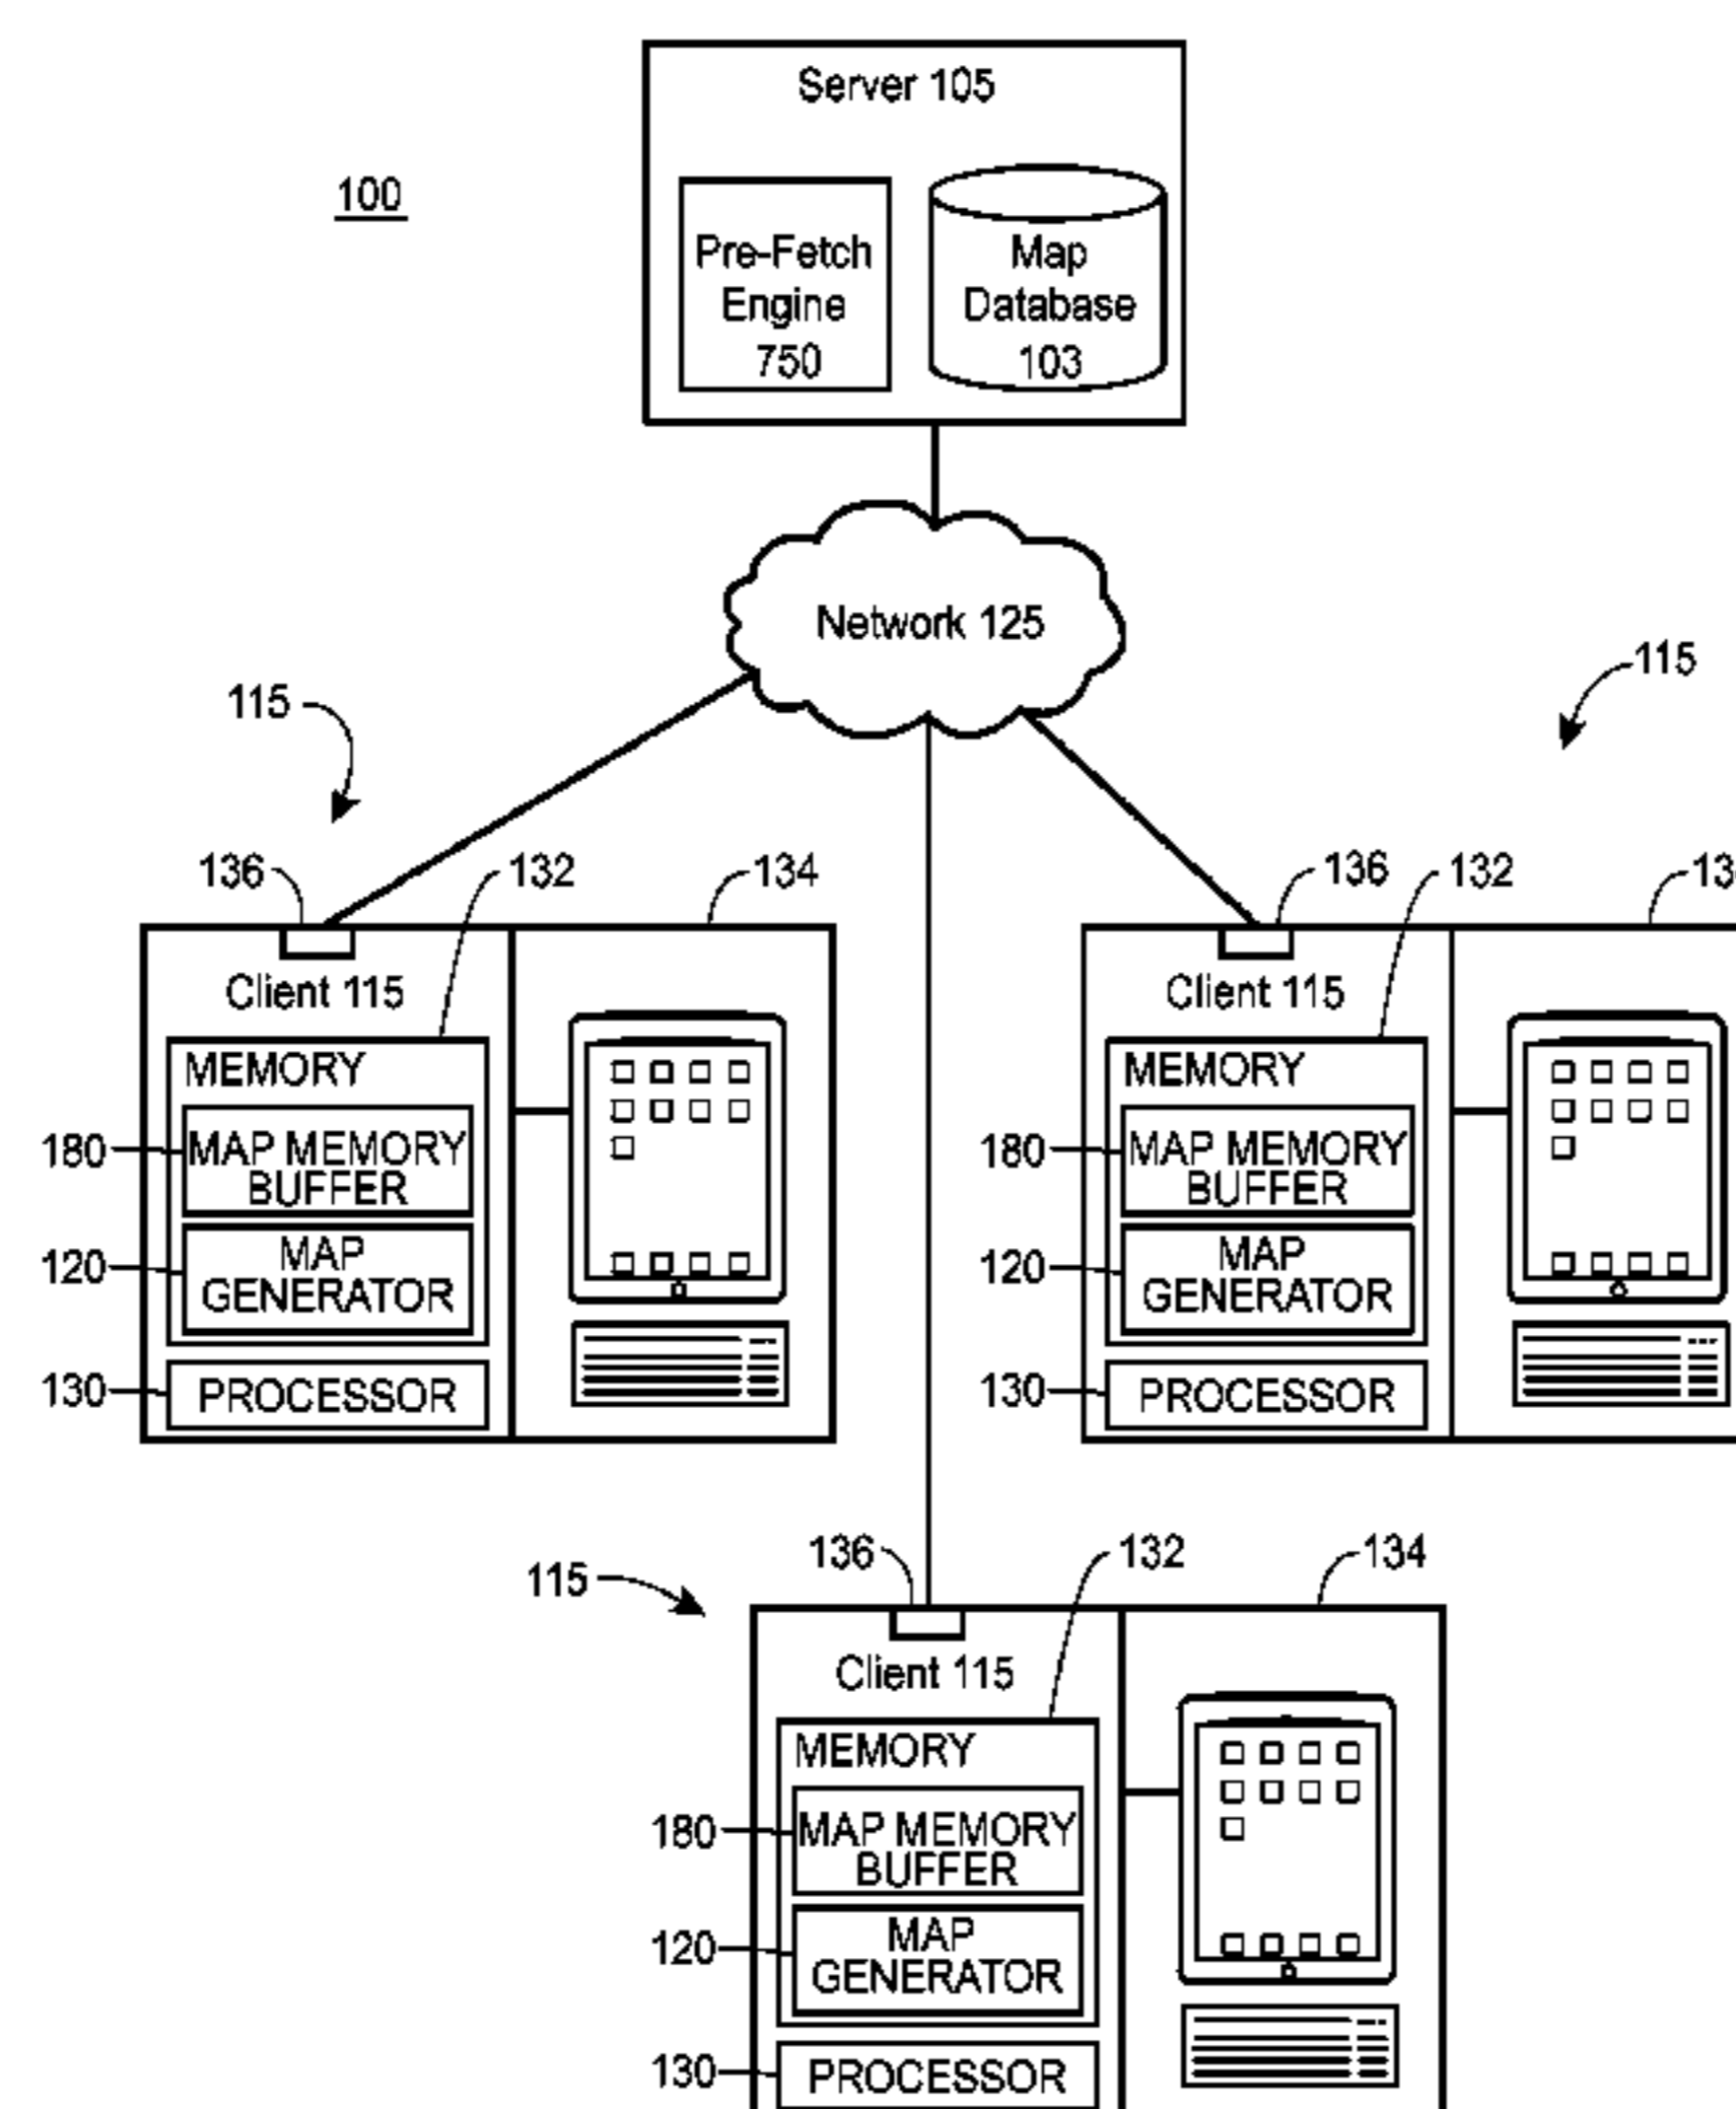 Server 105
100
Pre-Fetch
Engine
750
Map
Database
103
Network 125
115
115
136
132
134
Client 115
MEMORY
180
MAP MEMORY
BUFFER
120
MAP
GENERATOR
130
PROCESSOR
136
132
Client 115
MEMORY
180
MAP MEMORY
BUFFER
120
MAP
GENERATOR
130
PROCESSOR
115
136
132
134
Client 115
MEMORY
180
MAP MEMORY
BUFFER
120
MAP
GENERATOR
130
PROCESSOR